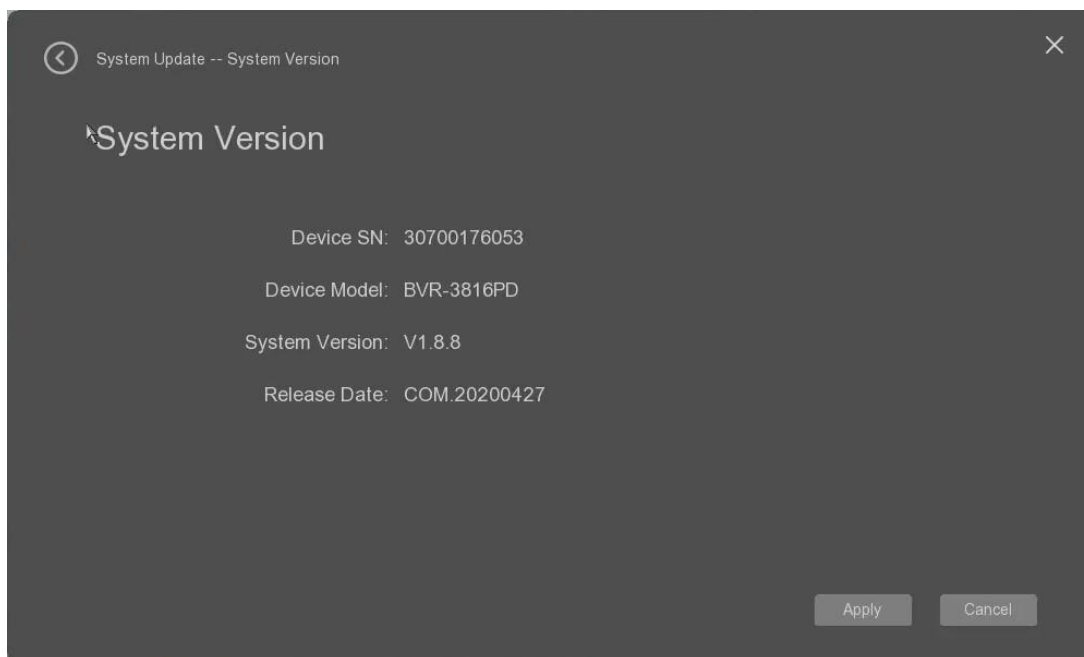 System Update -- System Version
System Version
Device SN: 30700176053
Device Model: BVR-3816PD
System Version: V1.8.8
Release Date: COM.20200427
Apply Cancel